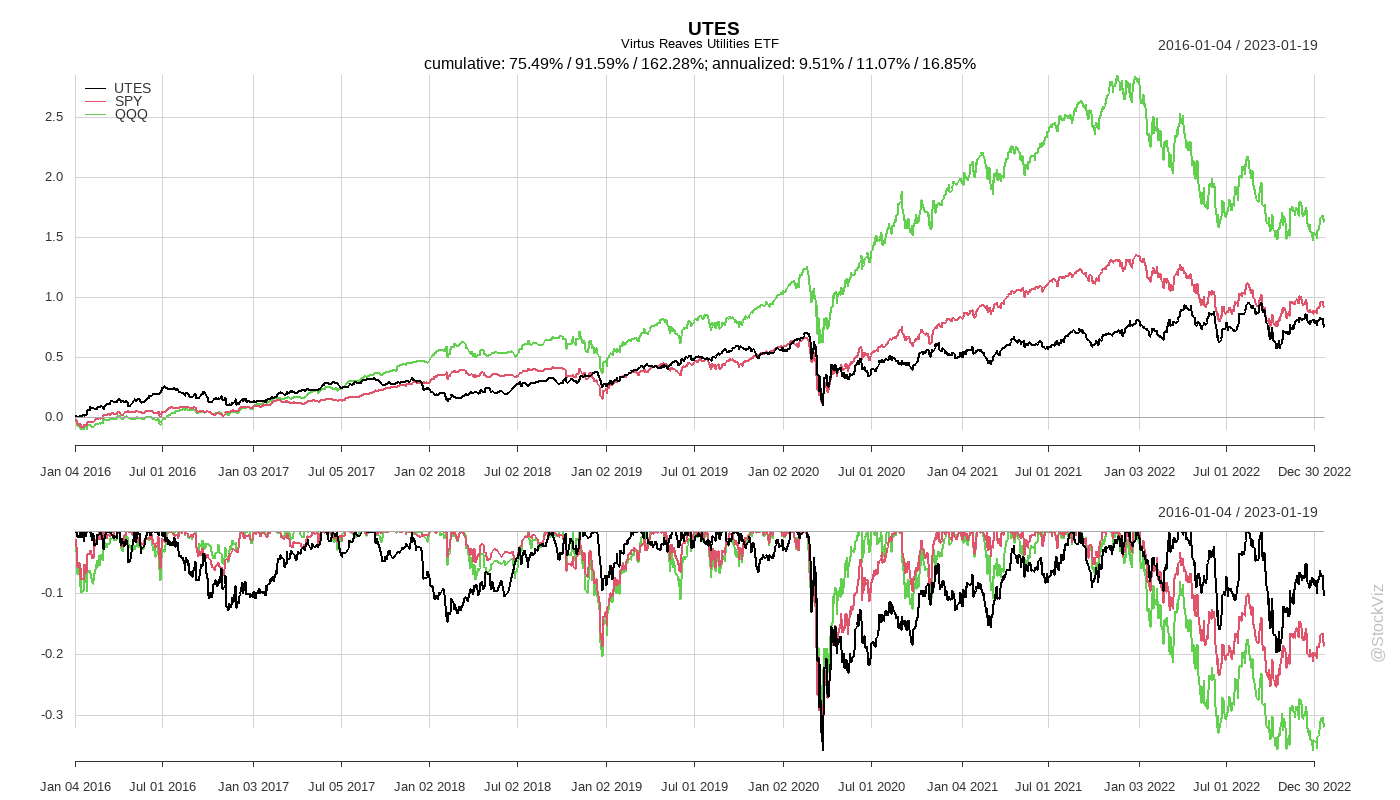 UTES
Virtus Reaves Utilities ETF
2016-01-04 / 2023-01-19
cumulative: 75.49% / 91.59% / 162.28%; annualized: 9.51% / 11.07% / 16.85%
UTES
SPY
QQQ
2.5
2.0
1.5
1.0
0.5
0.0
Jan 04 2016 Jul 01 2016 Jan 03 2017 Jul 05 2017 Jan 02 2018 Jul 02 2018 Jan 02 2019 Jul 01 2019 Jan 02 2020 Jul 01 2020 Jan 04 2021 Jul 01 2021 Jan 03 2022 Jul 01 2022 Dec 30 2022
2016-01-04 / 2023-01-19
-0.1
-0.2
-0.3
@StockViz
Jan 04 2016 Jul 01 2016 Jan 03 2017 Jul 05 2017 Jan 02 2018 Jul 02 2018 Jan 02 2019 Jul 01 2019 Jan 02 2020 Jul 01 2020 Jan 04 2021 Jul 01 2021 Jan 03 2022 Jul 01 2022 Dec 30 2022